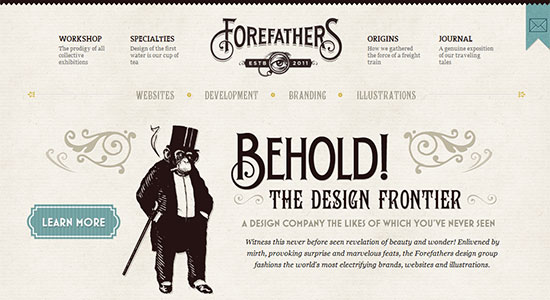 WORKSHOP
The prodigy of all
collective
exhibitions
SPECIALTIES
Design of the first
water is our cup of
tea
FOREFATHERS
ESTB 2011
ORIGINS
How we gathered
the force of a freight
train
JOURNAL
A genuine exposition
of our traveling
tales
WEBSITES DEVELOPMENT BRANDING ILLUSTRATIONS
BEHOLD!
THE DESIGN FRONTIER
A DESIGN COMPANY THE LIKES OF WHICH YOU'VE NEVER SEEN
LEARN MORE
Witness this never before seen revelation of beauty and wonder! Enlivened by
mirth, provoking surprise and marvelous feats, the Forefathers design group
fashions the world's most electrifying brands, websites and illustrations.